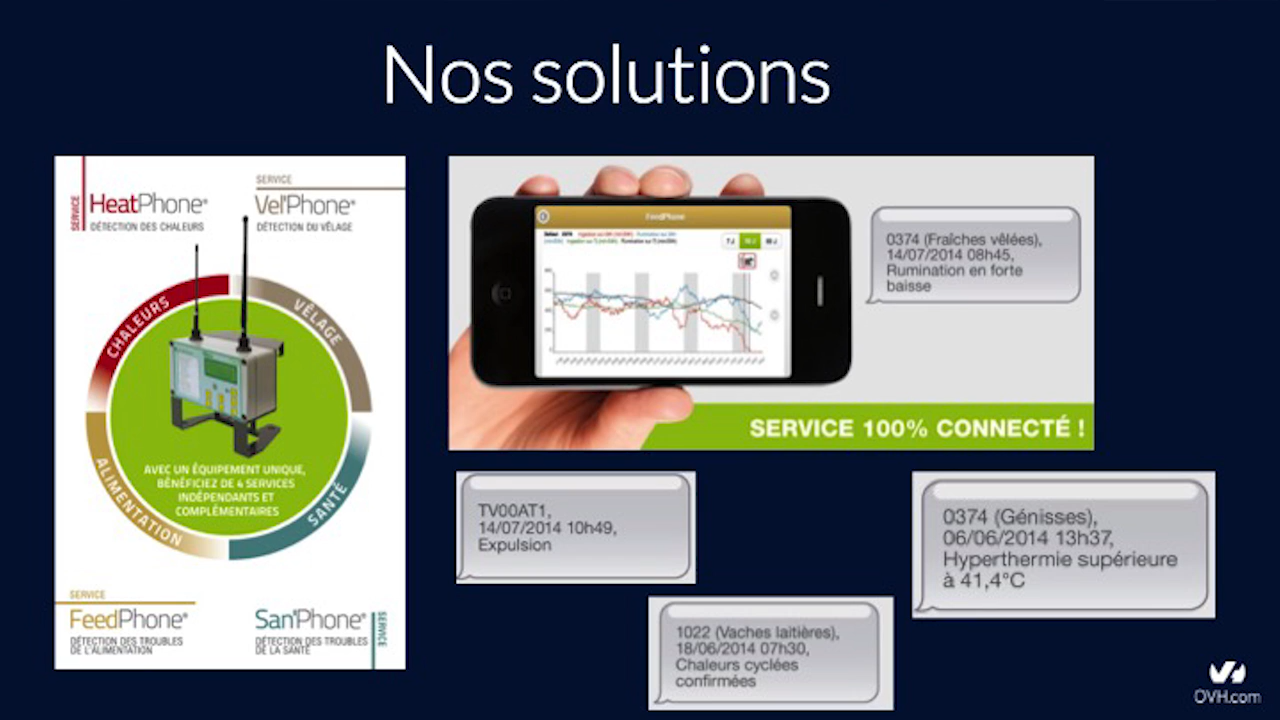 Nos solutions
SERVICE
HeatPhone®
DÉTECTION DES CHALEURS
SERVICE
Vel'Phone®
DÉTECTION DU VÊLAGE
CHALEURS
VÊLAGE
ALIMENTATION
SANTÉ
AVEC UN ÉQUIPEMENT UNIQUE,
BÉNÉFICIEZ DE 4 SERVICES
INDÉPENDANTS ET
COMPLÉMENTAIRES
SERVICE
FeedPhone®
DÉTECTION DES TROUBLES
DE L'ALIMENTATION
San'Phone®
DÉTECTION DES TROUBLES
DE LA SANTÉ
SERVICE
FeedPhone
7 J
0374 (Fraîches vêlées),
14/07/2014 08h45,
Rumination en forte
baisse
SERVICE 100% CONNECTÉ !
TV00AT1,
14/07/2014 10h49,
Expulsion
0374 (Génisses),
06/06/2014 13h37,
Hyperthermie supérieure
à 41,4°C
1022 (Vaches laitières),
18/06/2014 07h30,
Chaleurs cyclées
confirmées
OVH.com